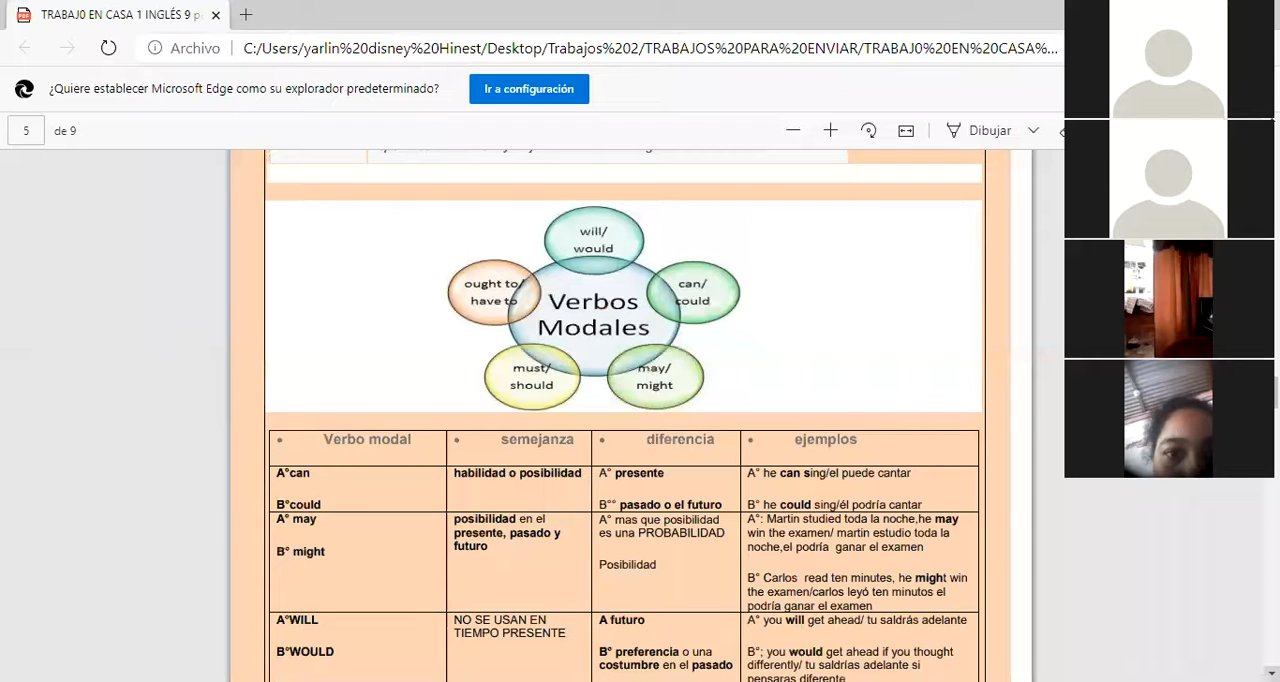 TRABAJ0 EN CASA 1 INGLÉS 9 p
Archivo
C:/Users/yarlin%20disney%20Hinest/Desktop/Trabajos%202/TRABAJOS%20PARA%20ENVIAR/TRABAJ0%20EN%20CASA%...
¿Quiere establecer Microsoft Edge como su explorador predeterminado?
Ir a configuración
5 de 9
Dibujar
will/
would
ought to/
have to
can/
could
Verbos
Modales
must/
should
may/
might
• Verbo modal
• semejanza
• diferencia
• ejemplos
A°can
B°could
habilidad o posibilidad
A° presente
B°° pasado o el futuro
A° he can sing/el puede cantar
B° he could sing/él podría cantar
A° may
B° might
posibilidad en el
presente, pasado y
futuro
A° mas que posibilidad
es una PROBABILIDAD
Posibilidad
A°: Martin studied toda la noche,he may
win the examen/ martin estudio toda la
noche,el podría ganar el examen
B° Carlos read ten minutes, he might win
the examen/carlos leyó ten minutos el
podría ganar el examen
A°WILL
B°WOULD
NO SE USAN EN
TIEMPO PRESENTE
A futuro
B° preferencia o una
costumbre en el pasado
A° you will get ahead/ tu saldrás adelante
B°; you would get ahead if you thought
differently/ tu saldrías adelante si
pensaras diferente